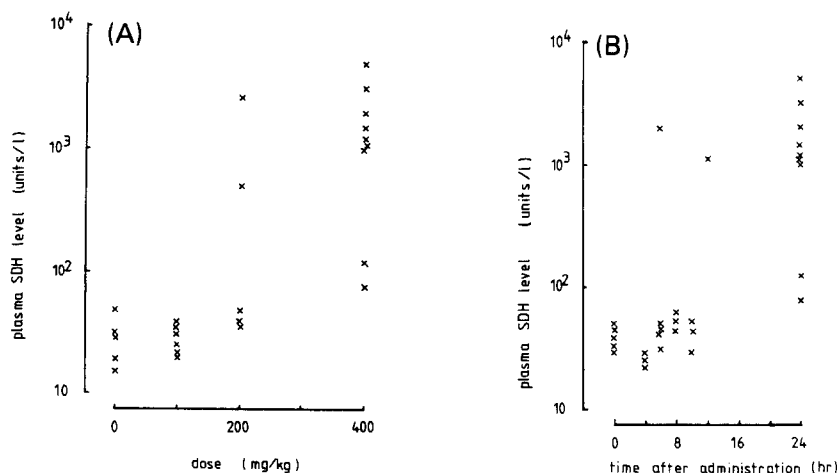 (A)
plasma SDH level (units/l)
10⁴
10³
10²
10
0
100
200
400
dose (mg/kg)
(B)
plasma SDH level (units/l)
10⁴
10³
10²
10
0
8
16
24
time after administration (hr)